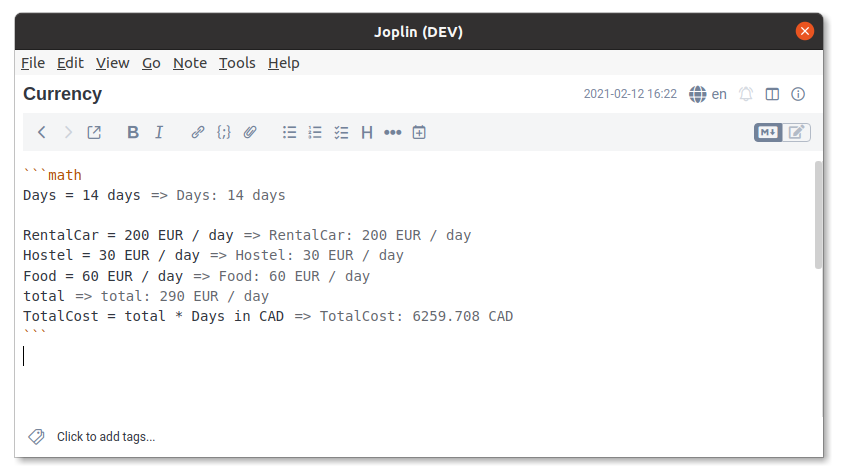 Joplin (DEV)
File Edit View Go Note Tools Help
Currency
2021-02-12 16:22 en
B I {;} H M↓
```math
Days = 14 days => Days: 14 days
RentalCar = 200 EUR / day => RentalCar: 200 EUR / day
Hostel = 30 EUR / day => Hostel: 30 EUR / day
Food = 60 EUR / day => Food: 60 EUR / day
total => total: 290 EUR / day
TotalCost = total * Days in CAD => TotalCost: 6259.708 CAD
```
Click to add tags...